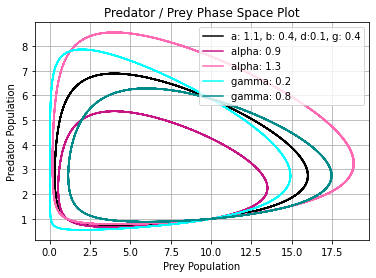 Predator / Prey Phase Space Plot
a: 1.1, b: 0.4, d:0.1, g: 0.4
alpha: 0.9
alpha: 1.3
gamma: 0.2
gamma: 0.8
Predator Population
8
7
6
5
4
3
2
1
0.0 2.5 5.0 7.5 10.0 12.5 15.0 17.5
Prey Population